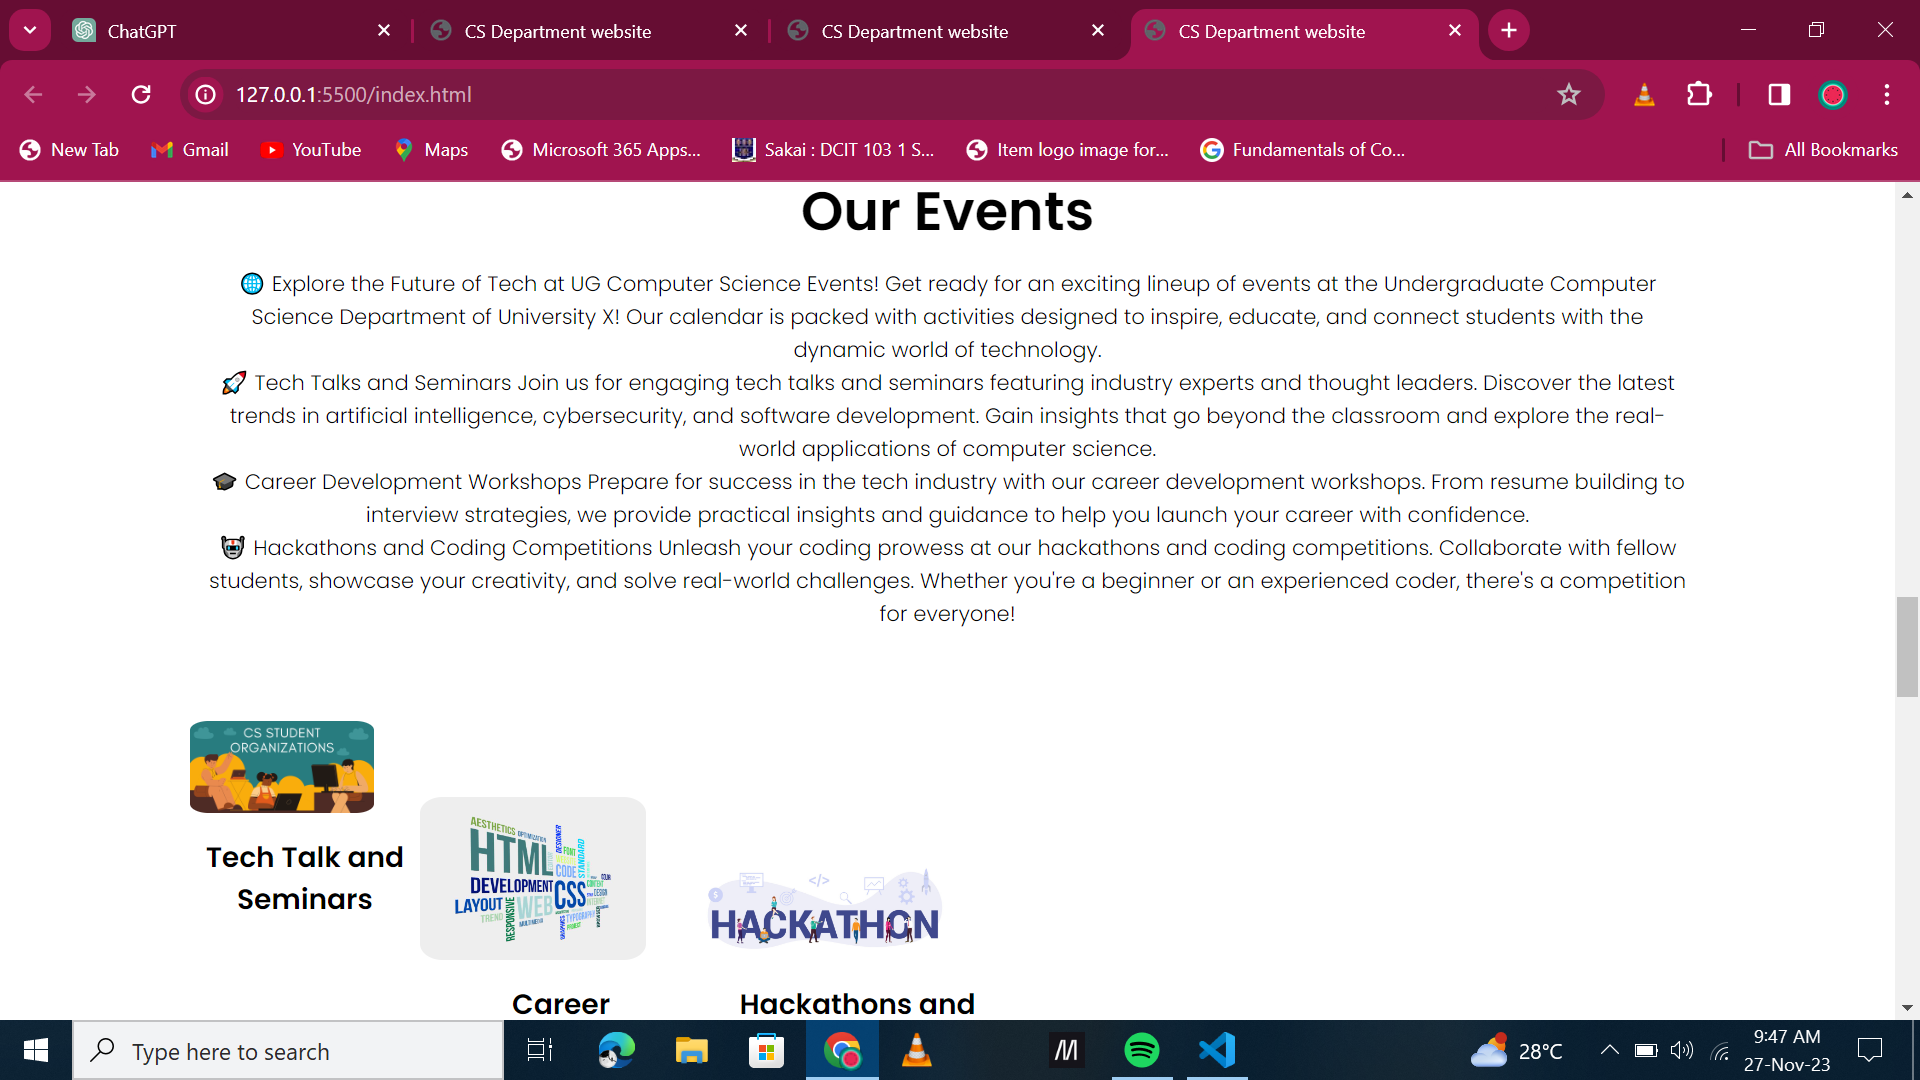 ChatGPT
CS Department website
CS Department website
CS Department website
127.0.0.1:5500/index.html
New Tab
Gmail
YouTube
Maps
Microsoft 365 Apps...
Sakai : DCIT 103 1 S...
Item logo image for...
Fundamentals of Co...
All Bookmarks
Our Events
🌐 Explore the Future of Tech at UG Computer Science Events! Get ready for an exciting lineup of events at the Undergraduate Computer
Science Department of University X! Our calendar is packed with activities designed to inspire, educate, and connect students with the
dynamic world of technology.
🚀 Tech Talks and Seminars Join us for engaging tech talks and seminars featuring industry experts and thought leaders. Discover the latest
trends in artificial intelligence, cybersecurity, and software development. Gain insights that go beyond the classroom and explore the real-
world applications of computer science.
🎓 Career Development Workshops Prepare for success in the tech industry with our career development workshops. From resume building to
interview strategies, we provide practical insights and guidance to help you launch your career with confidence.
🤖 Hackathons and Coding Competitions Unleash your coding prowess at our hackathons and coding competitions. Collaborate with fellow
students, showcase your creativity, and solve real-world challenges. Whether you're a beginner or an experienced coder, there's a competition
for everyone!
CS STUDENT
ORGANIZATIONS
Tech Talk and
Seminars
AESTHETICS
OPTIMIZATION
DESIGNER
HTML
FONT
STANDARD
CODE
DEVELOPMENT
CSS
CONTENT
DESIGN
LAYOUT
WEB
TREND
RESPONSIVE
MULTIMEDIA
TYPOGRAPHY
</>
HACKATHON
Career
Hackathons and
Type here to search
28°C
9:47 AM
27-Nov-23